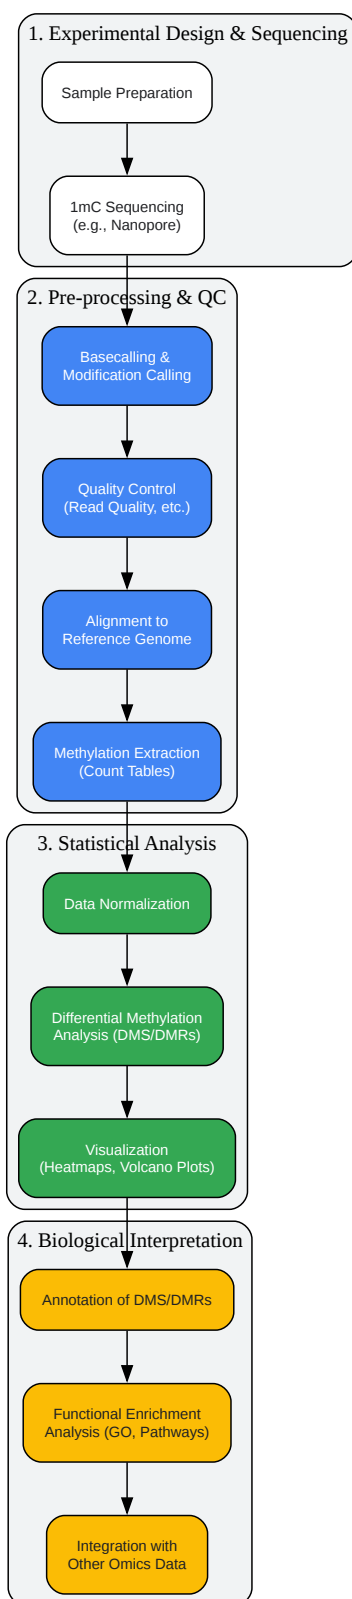 1. Experimental Design & Sequencing
Sample Preparation
1mC Sequencing
(e.g., Nanopore)
2. Pre-processing & QC
Basecalling &
Modification Calling
Quality Control
(Read Quality, etc.)
Alignment to
Reference Genome
Methylation Extraction
(Count Tables)
3. Statistical Analysis
Data Normalization
Differential Methylation
Analysis (DMS/DMRs)
Visualization
(Heatmaps, Volcano Plots)
4. Biological Interpretation
Annotation of DMS/DMRs
Functional Enrichment
Analysis (GO, Pathways)
Integration with
Other Omics Data